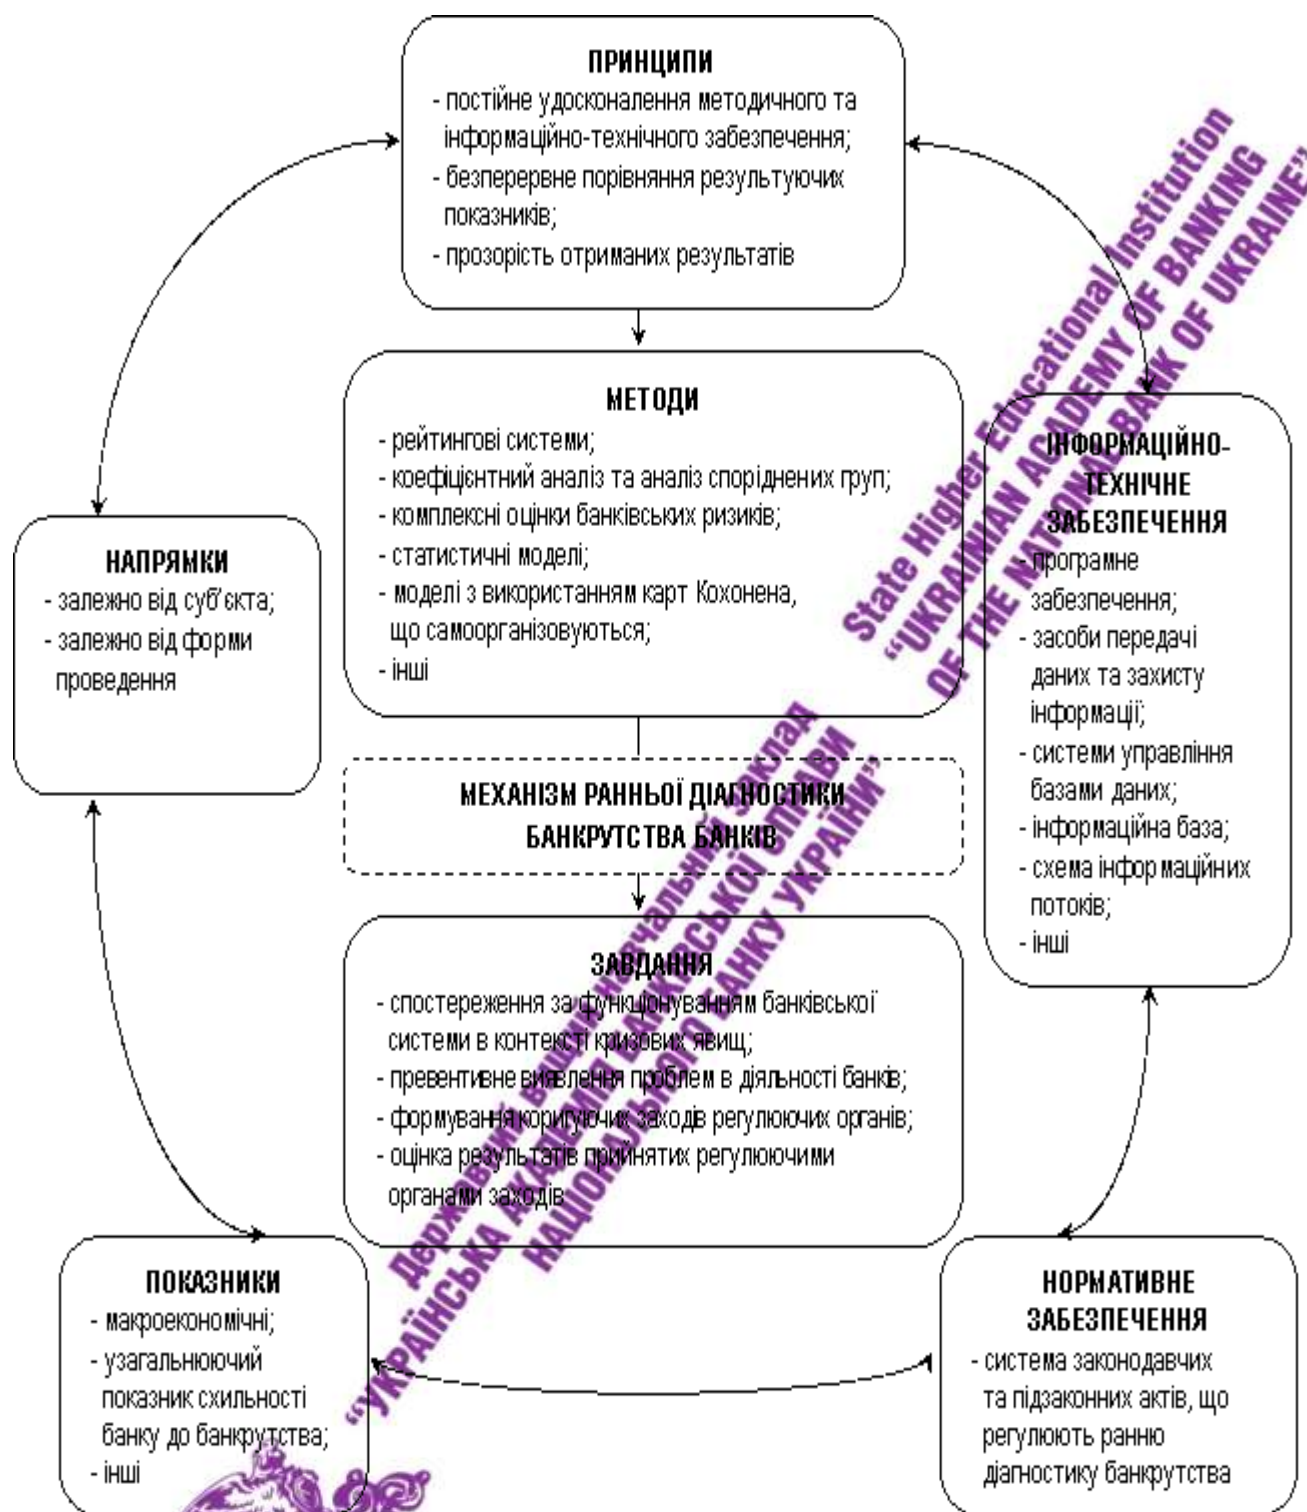 ПРИНЦИПИ
- постійне удосконалення методичного та
інформаційно-технічного забезпечення;
- безперервне порівняння результуючих
показників;
- прозорість отриманих результатів
МЕТОДИ
- рейтингові системи;
- коефіцієнтний аналіз та аналіз споріднених груп;
- комплексні оцінки банківських ризиків;
- статистичні моделі;
- моделі з використанням карт Кохонена,
що самоорганізовуються;
- інші
НАПРЯМКИ
- залежно від суб'єкта;
- залежно від форми
проведення
ІНФОРМАЦІЙНО-
ТЕХНІЧНЕ
ЗАБЕЗПЕЧЕННЯ
- програмне
забезпечення;
- засоби передачі
даних та захисту
інформації;
- системи управління
базами даних;
- інформаційна база;
- схема інформаційних
потоків;
- інші
МЕХАНІЗМ РАННЬОЇ ДІАГНОСТИКИ
БАНКРУТСТВА БАНКІВ
ЗАВДАННЯ
- спостереження за функціонуванням банківської
системи в контексті кризових явищ;
- превентивне виявлення проблем в діяльності банків;
- формування коригуючих заходів регулюючих органів;
- оцінка результатів прийнятих регулюючими
органами заходів
ПОКАЗНИКИ
- макроекономічні;
- узагальнюючий
показник схильності
банку до банкрутства;
- інші
НОРМАТИВНЕ
ЗАБЕЗПЕЧЕННЯ
- система законодавчих
та підзаконних актів, що
регулюють ранню
діагностику банкрутства
Державний вищий навчальний заклад
“УКРАЇНСЬКА АКАДЕМІЯ БАНКІВСЬКОЇ СПРАВИ
НАЦІОНАЛЬНОГО БАНКУ УКРАЇНИ”
State Higher Educational Institution
“UKRAINIAN ACADEMY OF BANKING
OF THE NATIONAL BANK OF UKRAINE”